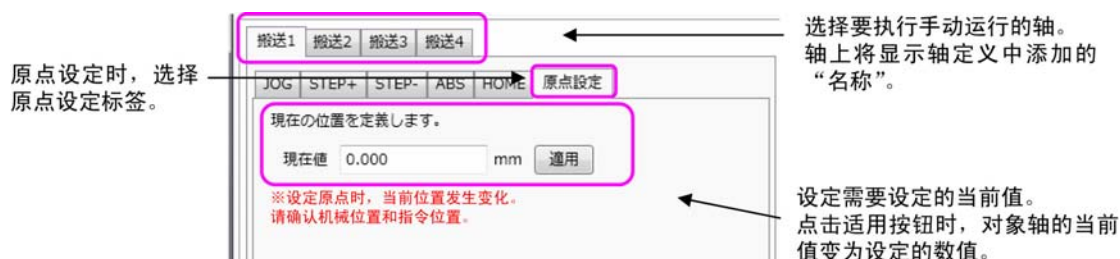 选择要执行手动运行的轴。
轴上将显示轴定义中添加的
“名称”。
搬送1 搬送2 搬送3 搬送4
原点设定时，选择
原点设定标签。
JOG STEP+ STEP- ABS HOME 原点設定
現在の位置を定義します。
現在値 0.000 mm 適用
※设定原点时，当前位置发生变化。
请确认机械位置和指令位置。
设定需要设定的当前值。
点击适用按钮时，对象轴的当前
值变为设定的数值。